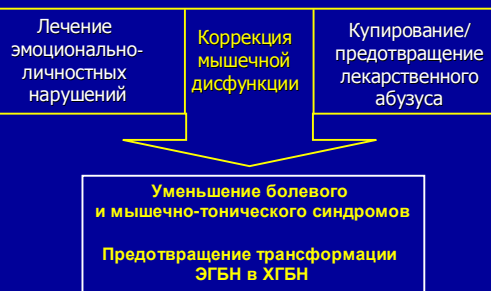 Лечение
эмоционально-
личностных
нарушений
Коррекция
мышечной
дисфункции
Купирование/
предотвращение
лекарственного
абузуса
Уменьшение болевого
и мышечно-тонического синдромов
Предотвращение трансформации
ЭГБН в ХГБН